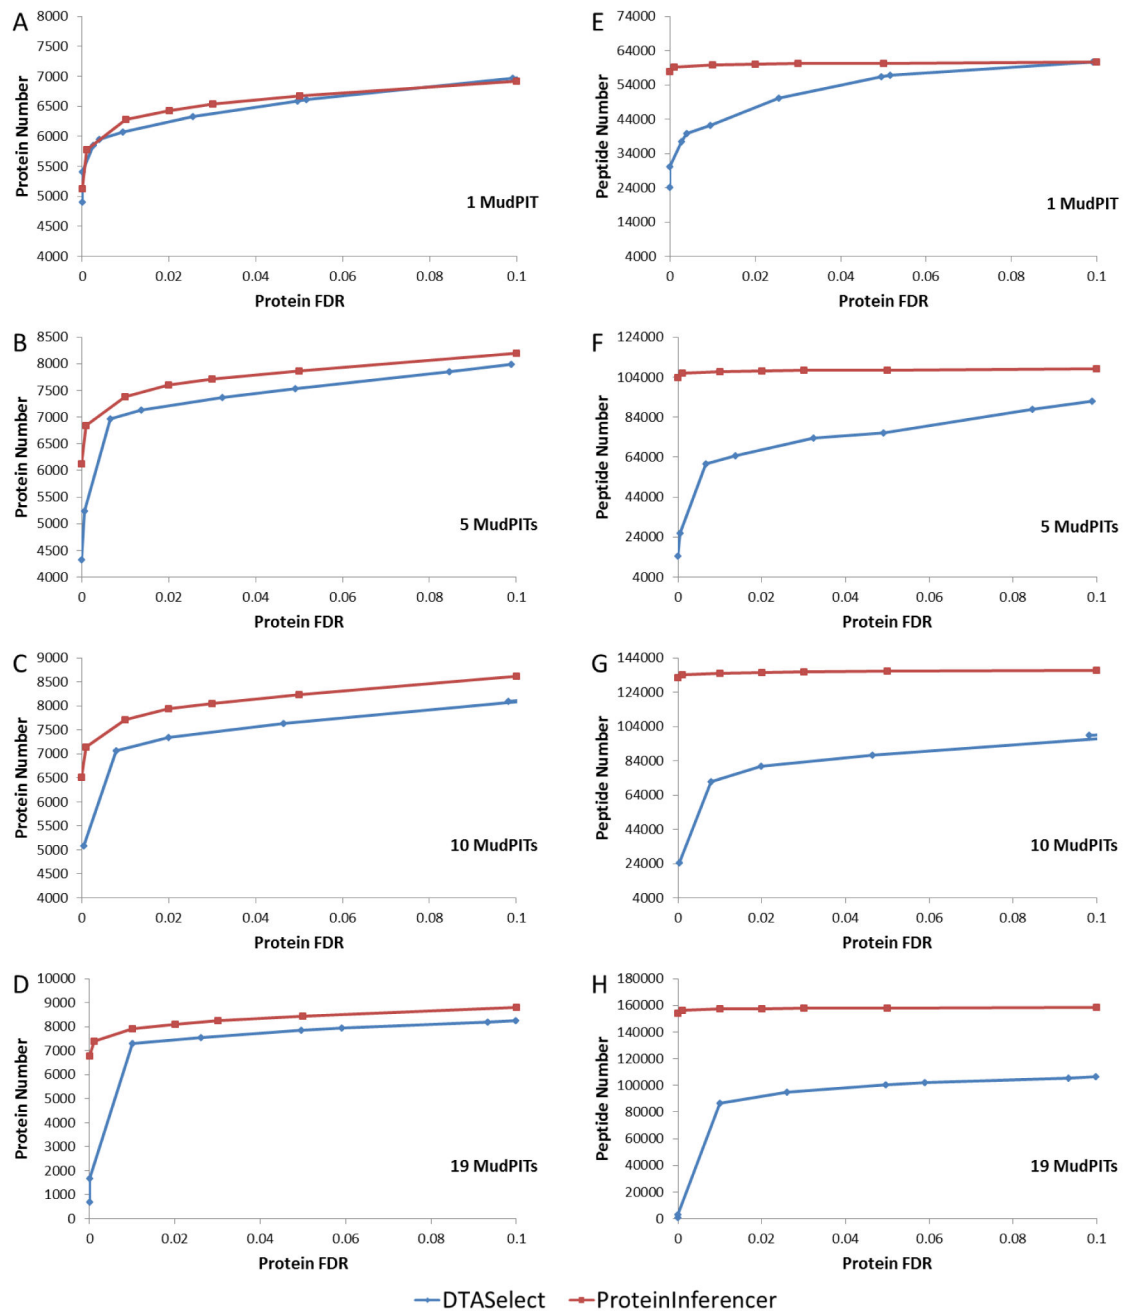 A
8000
7500
7000
6500
6000
5500
5000
4500
4000
Protein Number
1 MudPIT
0 0.02 0.04 0.06 0.08 0.1
Protein FDR
E
74000
64000
54000
44000
34000
24000
14000
4000
Peptide Number
1 MudPIT
0 0.02 0.04 0.06 0.08 0.1
Protein FDR
B
8500
8000
7500
7000
6500
6000
5500
5000
4500
4000
Protein Number
5 MudPITs
0 0.02 0.04 0.06 0.08 0.1
Protein FDR
F
124000
104000
84000
64000
44000
24000
4000
Peptide Number
5 MudPITs
0 0.02 0.04 0.06 0.08 0.1
Protein FDR
C
9000
8500
8000
7500
7000
6500
6000
5500
5000
4500
4000
Protein Number
10 MudPITs
0 0.02 0.04 0.06 0.08 0.1
Protein FDR
G
144000
124000
104000
84000
64000
44000
24000
4000
Peptide Number
10 MudPITs
0 0.02 0.04 0.06 0.08 0.1
Protein FDR
D
10000
9000
8000
7000
6000
5000
4000
3000
2000
1000
0
Protein Number
19 MudPITs
0 0.02 0.04 0.06 0.08 0.1
Protein FDR
H
180000
160000
140000
120000
100000
80000
60000
40000
20000
0
Peptide Number
19 MudPITs
0 0.02 0.04 0.06 0.08 0.1
Protein FDR
DTASelect ProteinInferencer